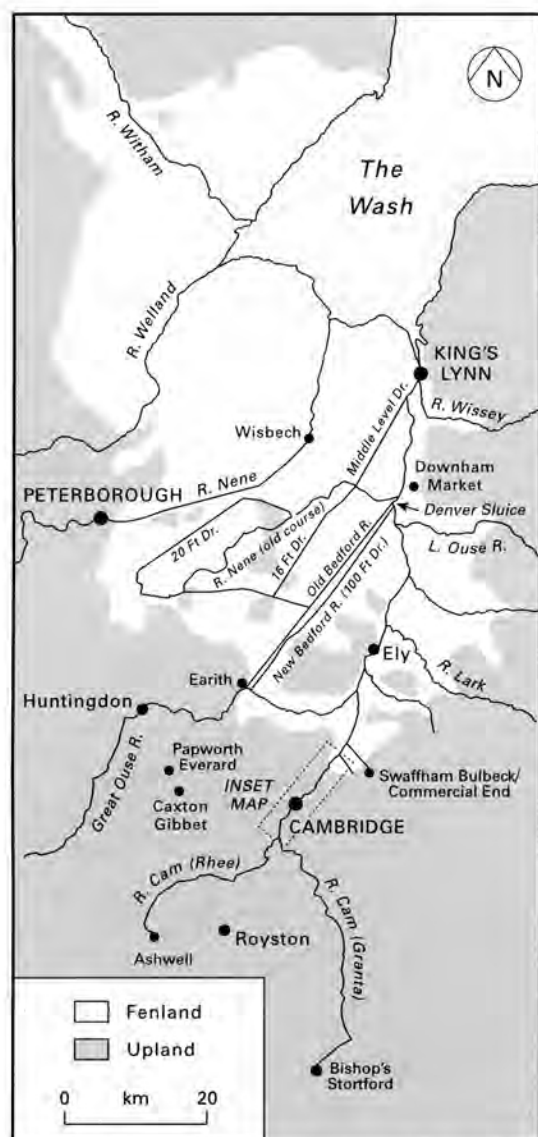 N
R. Witham
The
Wash
R. Welland
KING'S
LYNN
R. Wissey
Wisbech
Middle Level Dr.
Downham
Market
R. Nene
PETERBOROUGH
Denver Sluice
20 Ft Dr.
R. Nene (old course)
16 Ft Dr.
Old Bedford R.
New Bedford R. (100 Ft Dr.)
L. Ouse R.
Ely
R. Lark
Earith
Huntingdon
Great Ouse R.
Papworth
Everard
Caxton
Gibbet
INSET
MAP
Swaffham Bulbeck/
Commercial End
CAMBRIDGE
R. Cam (Rhee)
R. Cam (Granta)
Royston
Ashwell
Bishop's
Stortford
Fenland
Upland
0 km 20